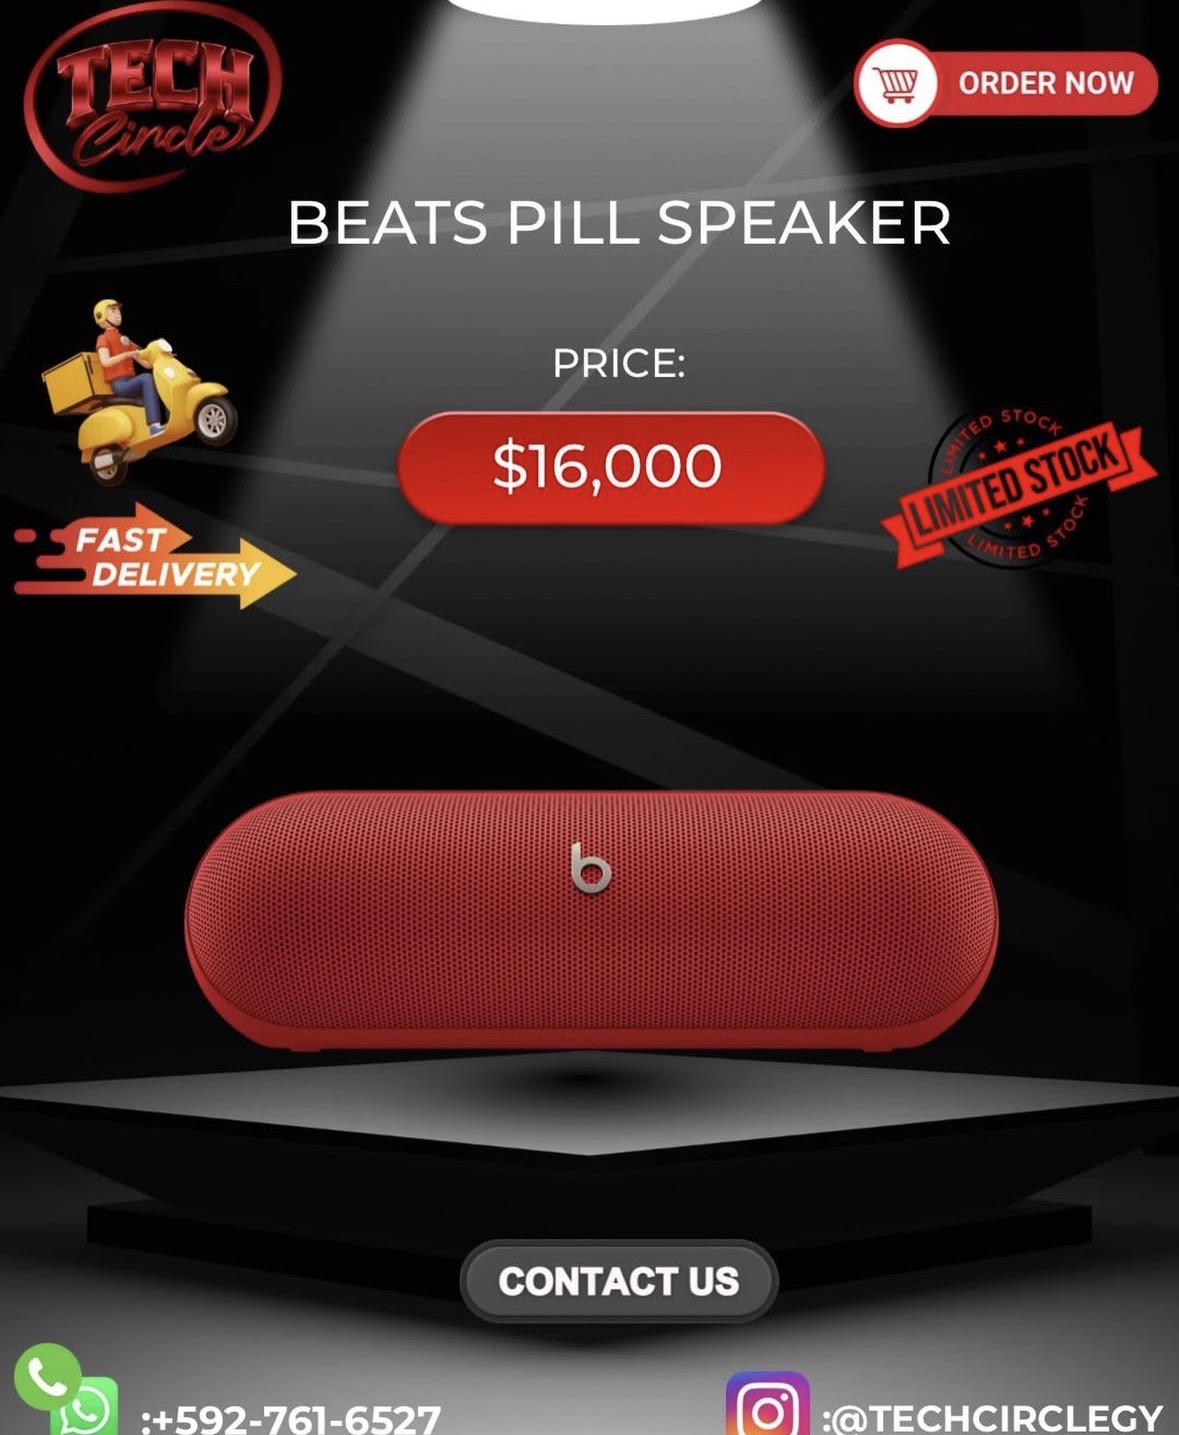 TECH
Circle
ORDER NOW
BEATS PILL SPEAKER
PRICE:
$16,000
FAST
DELIVERY
LIMITED STOCK
LIMITED STOCK
LIMITED STOCK
b
CONTACT US
:+592-761-6527
:@TECHCIRCLEGY